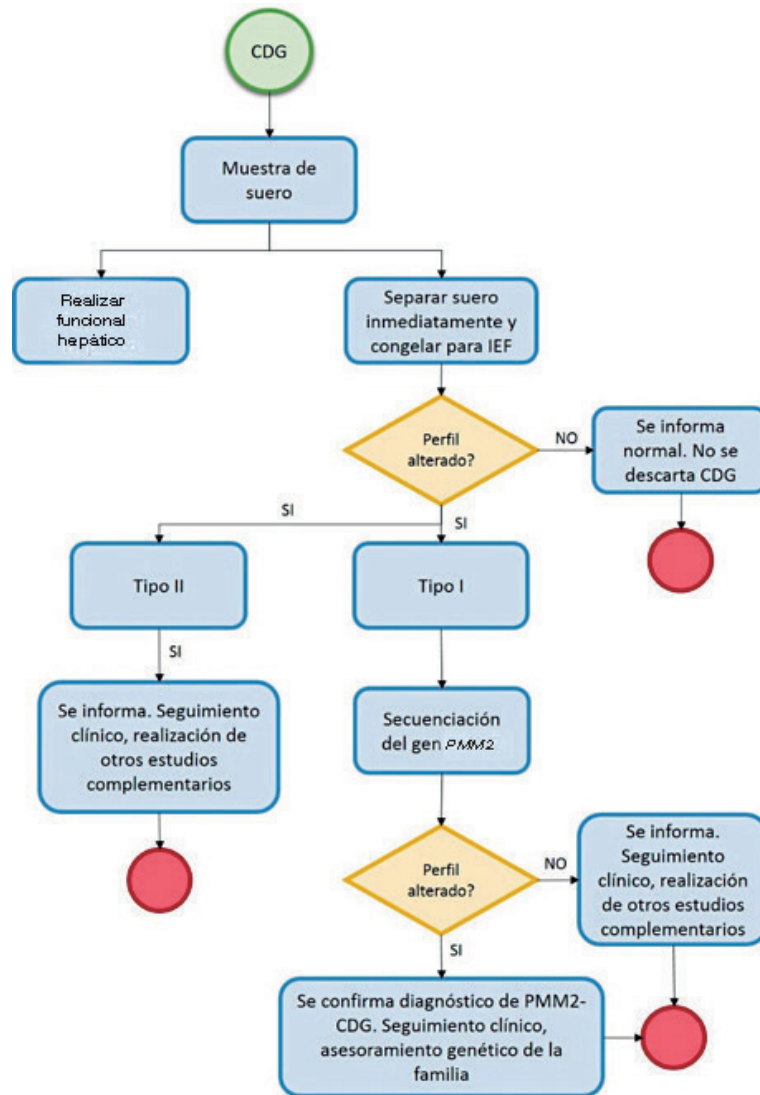 CDG
Muestra de
suero
Realizar
funcional
hepático
Separar suero
inmediatamente y
congelar para IEF
Perfil
alterado?
NO
Se informa
normal. No se
descarta CDG
SI
SI
Tipo II
Tipo I
SI
Se informa. Seguimiento
clínico, realización de
otros estudios
complementarios
Secuenciación
del gen PMM2
Perfil
alterado?
NO
Se informa.
Seguimiento
clínico, realización
de otros estudios
complementarios
SI
Se confirma diagnóstico de PMM2-
CDG. Seguimiento clínico,
asesoramiento genético de la
familia